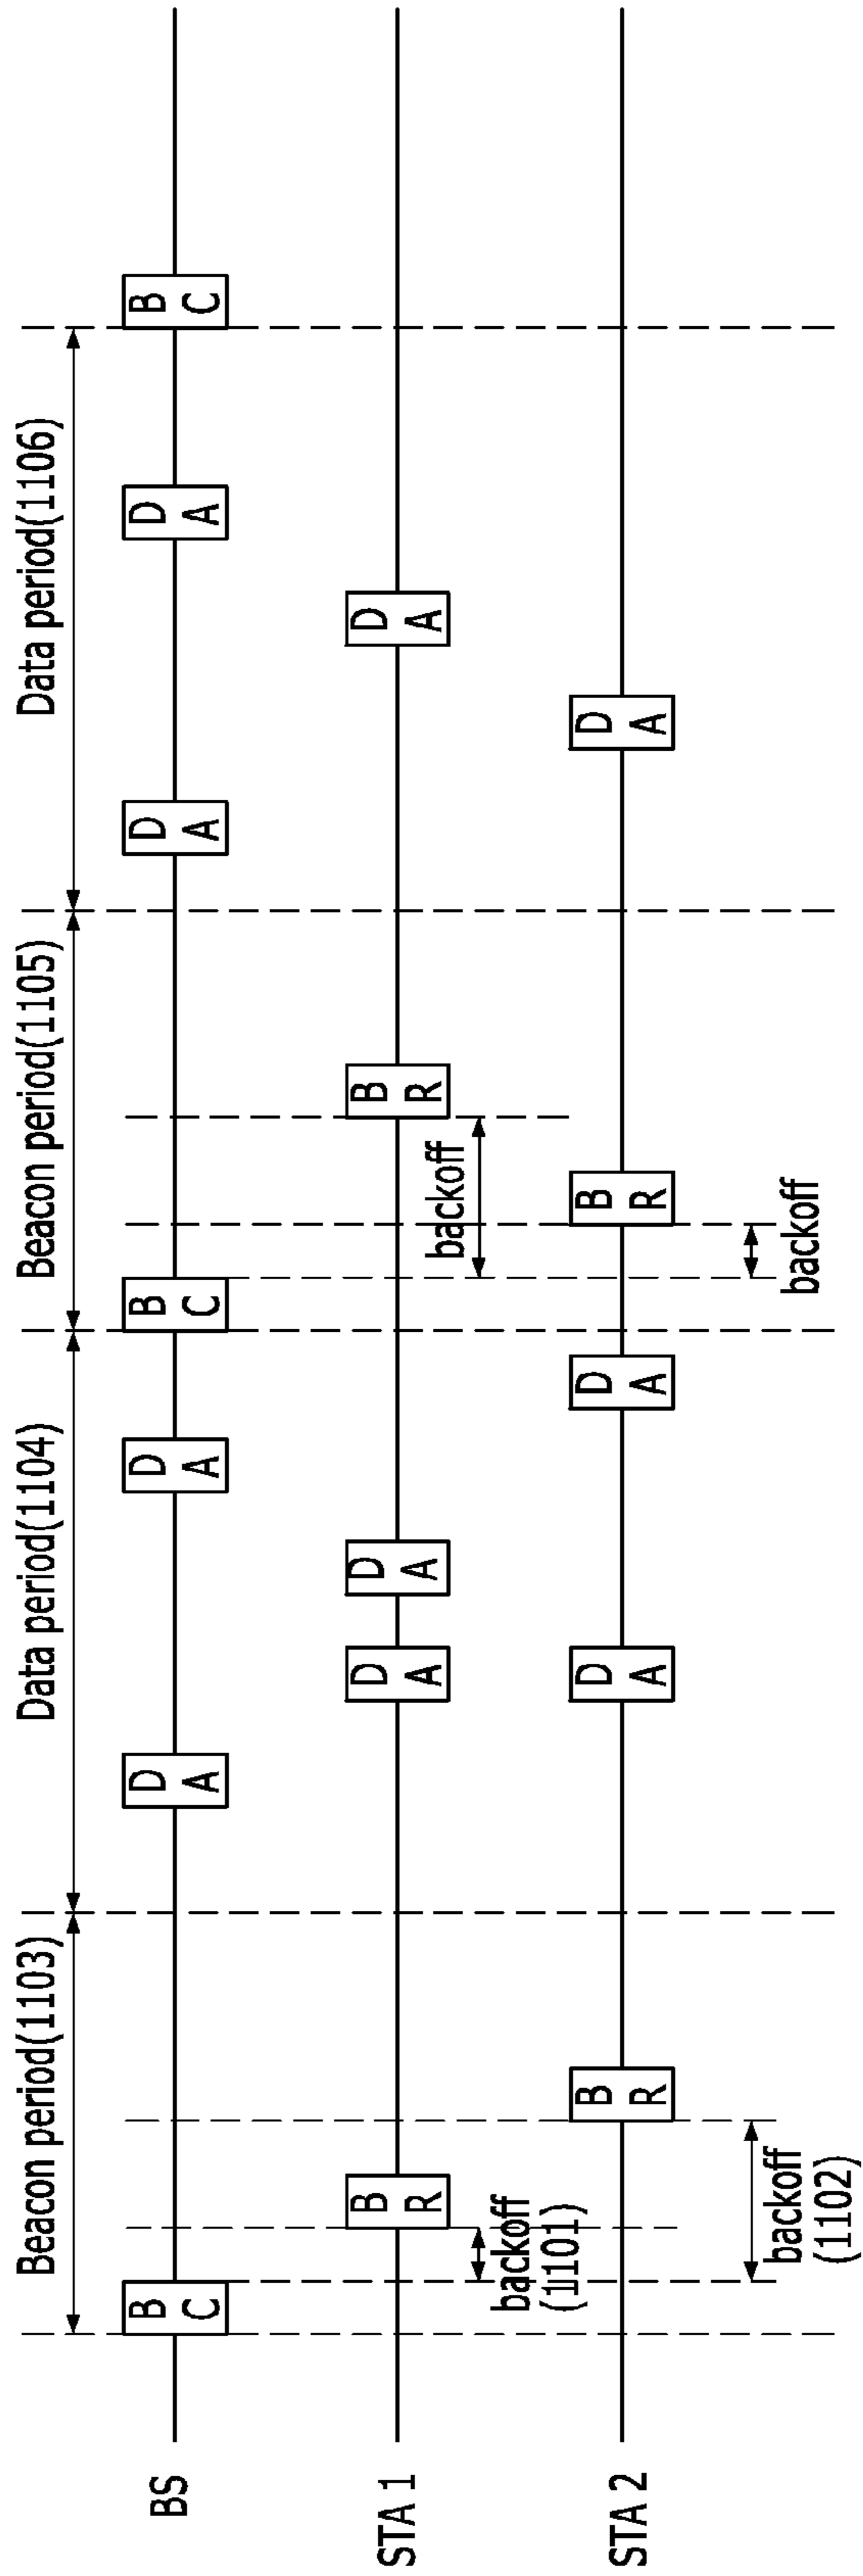 Beacon period(1103)
Data period(1104)
Beacon period(1105)
Data period(1106)
BS
B
C
D
A
D
A
B
C
D
A
D
A
B
C
STA 1
B
R
D
A
D
A
B
R
D
A
backoff
(1101)
backoff
STA 2
B
R
D
A
D
A
B
R
D
A
backoff
(1102)
backoff